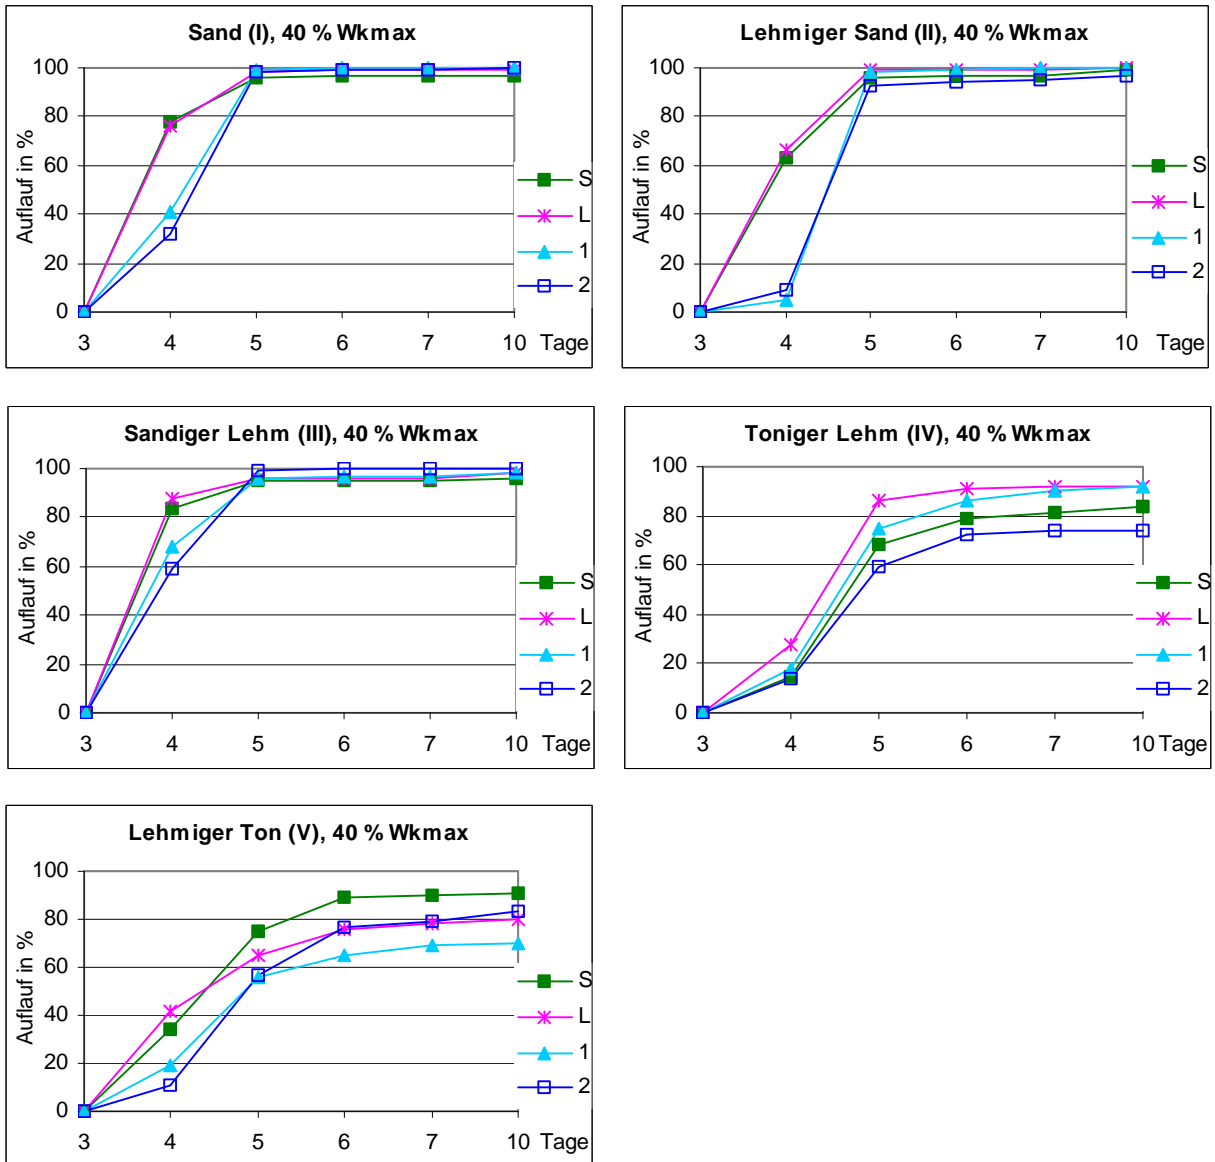 Sand (I), 40 % Wkmax
100
80
60
40
20
0
Auflauf in %
3 4 5 6 7 10 Tage
S
L
1
2
Lehmiger Sand (II), 40 % Wkmax
100
80
60
40
20
0
Auflauf in %
3 4 5 6 7 10 Tage
S
L
1
2
Sandiger Lehm (III), 40 % Wkmax
100
80
60
40
20
0
Auflauf in %
3 4 5 6 7 10 Tage
S
L
1
2
Toniger Lehm (IV), 40 % Wkmax
100
80
60
40
20
0
Auflauf in %
3 4 5 6 7 10 Tage
S
L
1
2
Lehmiger Ton (V), 40 % Wkmax
100
80
60
40
20
0
Auflauf in %
3 4 5 6 7 10 Tage
S
L
1
2